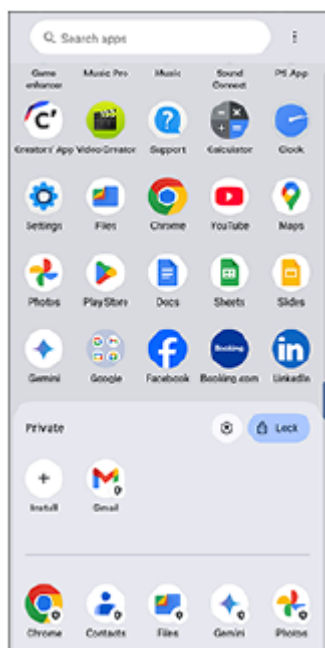 Search apps
Game Music Pro Music Sound PS App
enhancer Connect
C'
Creators' App Video Creator Support Calculator Clock
Settings Files Chrome YouTube Maps
Photos Play Store Docs Sheets Slides
Booking
in
Gemini Google Facebook Booking.com LinkedIn
Private Lock
Install Gmail
Chrome Contacts Files Gemini Photos